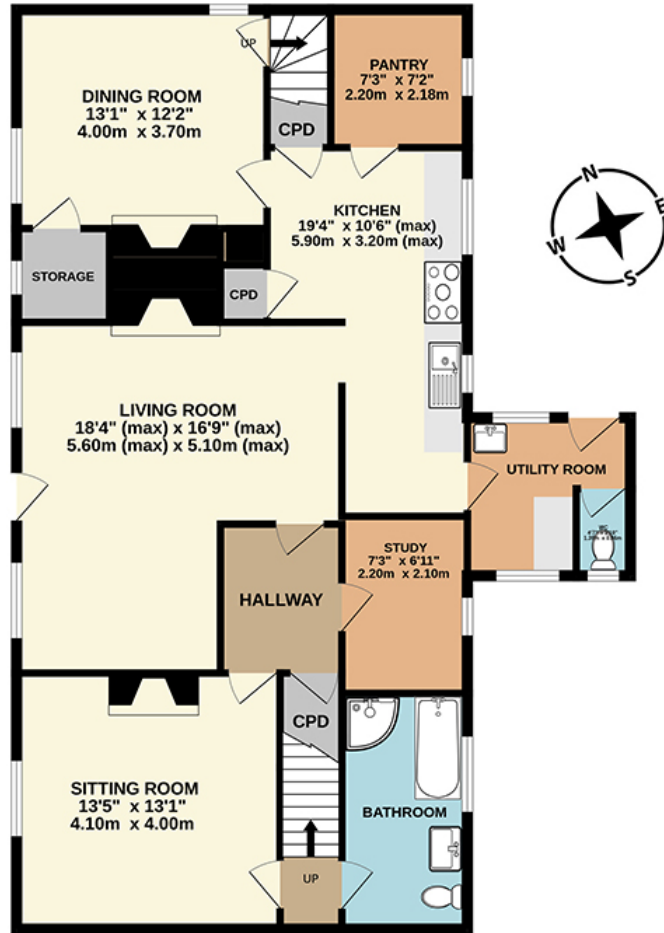 UP
PANTRY
7'3" x 7'2"
2.20m x 2.18m
DINING ROOM
13'1" x 12'2"
4.00m x 3.70m
CPD
N
E
W
S
KITCHEN
19'4" x 10'6" (max)
5.90m x 3.20m (max)
STORAGE
CPD
LIVING ROOM
18'4" (max) x 16'9" (max)
5.60m (max) x 5.10m (max)
UTILITY ROOM
WC
STUDY
7'3" x 6'11"
2.20m x 2.10m
HALLWAY
CPD
SITTING ROOM
13'5" x 13'1"
4.10m x 4.00m
BATHROOM
UP